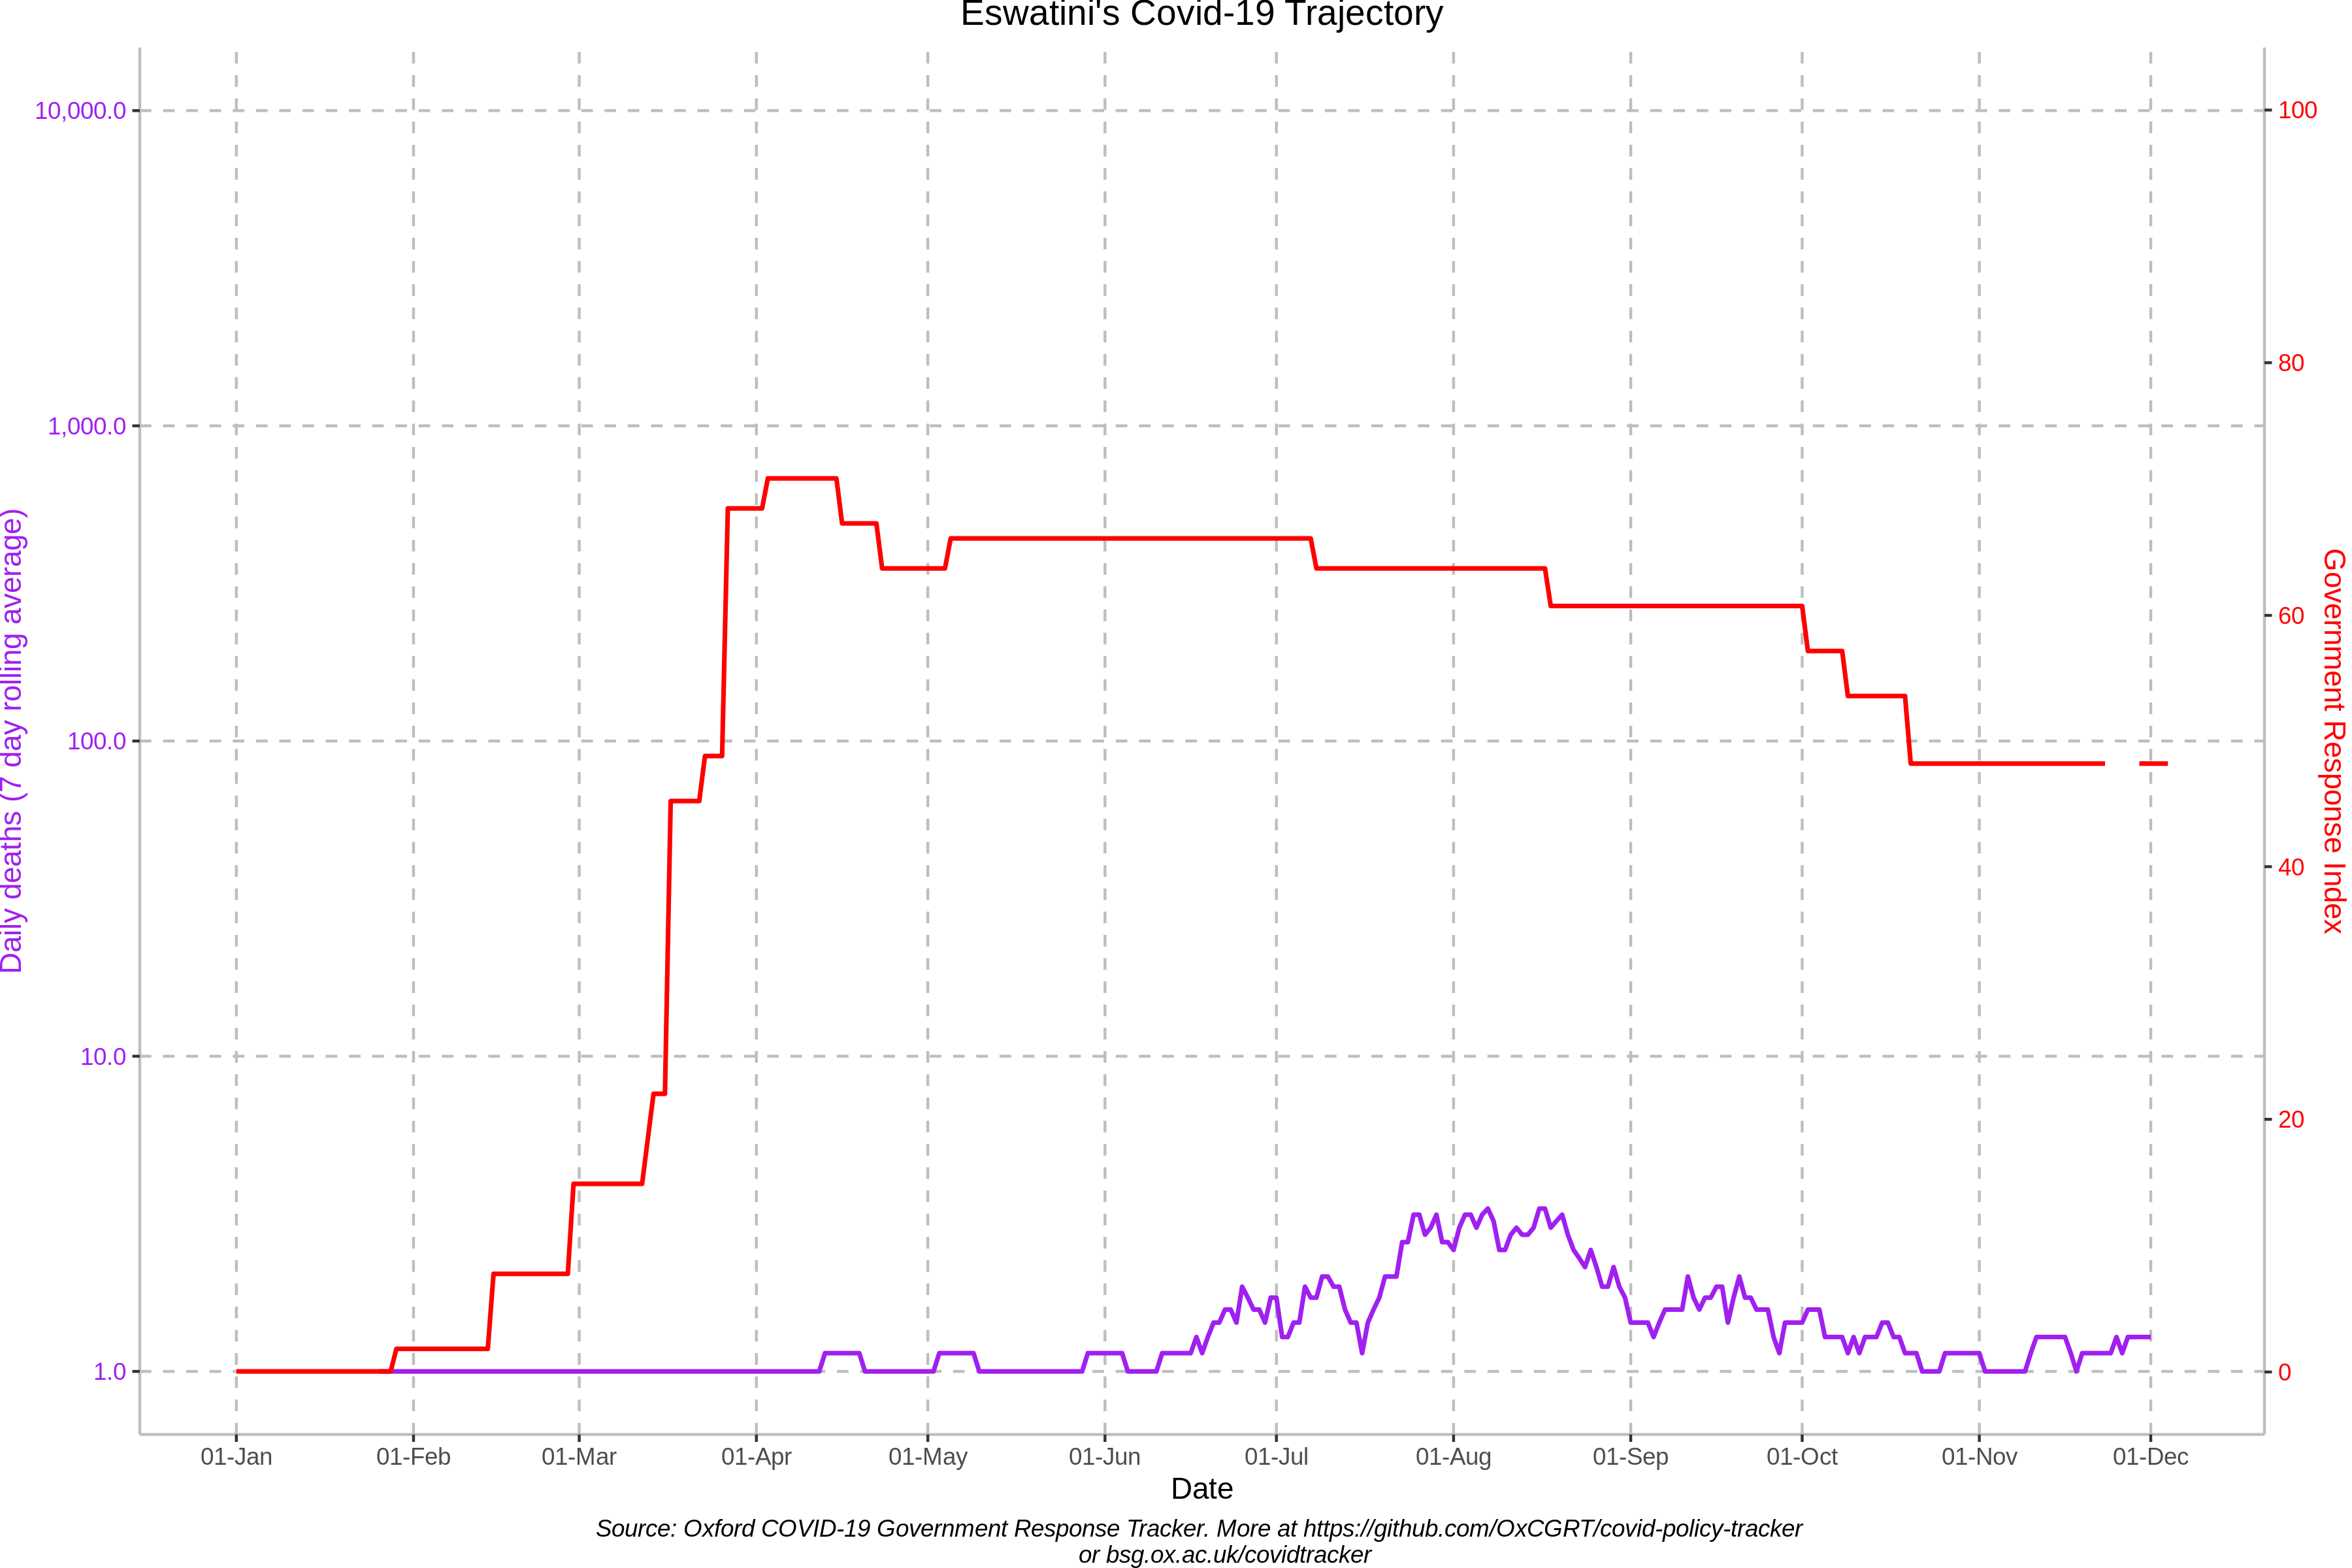 Eswatini's Covid-19 Trajectory
10,000.0
1,000.0
100.0
10.0
1.0
Daily deaths (7 day rolling average)
100
80
60
40
20
0
Government Response Index
01-Jan 01-Feb 01-Mar 01-Apr 01-May 01-Jun 01-Jul 01-Aug 01-Sep 01-Oct 01-Nov 01-Dec
Date
Source: Oxford COVID-19 Government Response Tracker. More at https://github.com/OxCGRT/covid-policy-tracker
or bsg.ox.ac.uk/covidtracker